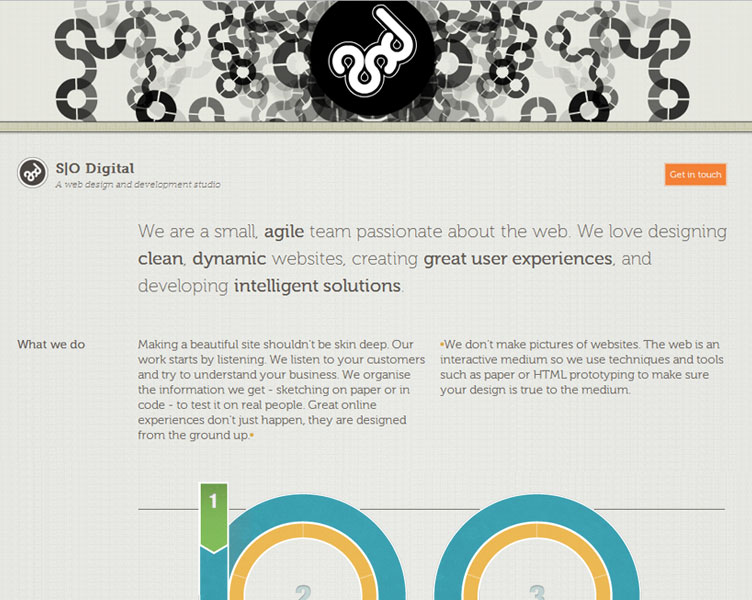 S|O Digital
A web design and development studio
Get in touch
We are a small, agile team passionate about the web. We love designing
clean, dynamic websites, creating great user experiences, and
developing intelligent solutions.
What we do
Making a beautiful site shouldn't be skin deep. Our
work starts by listening. We listen to your customers
and try to understand your business. We organise
the information we get - sketching on paper or in
code - to test it on real people. Great online
experiences don't just happen, they are designed
from the ground up.*
*We don't make pictures of websites. The web is an
interactive medium so we use techniques and tools
such as paper or HTML prototyping to make sure
your design is true to the medium.
1
2
3